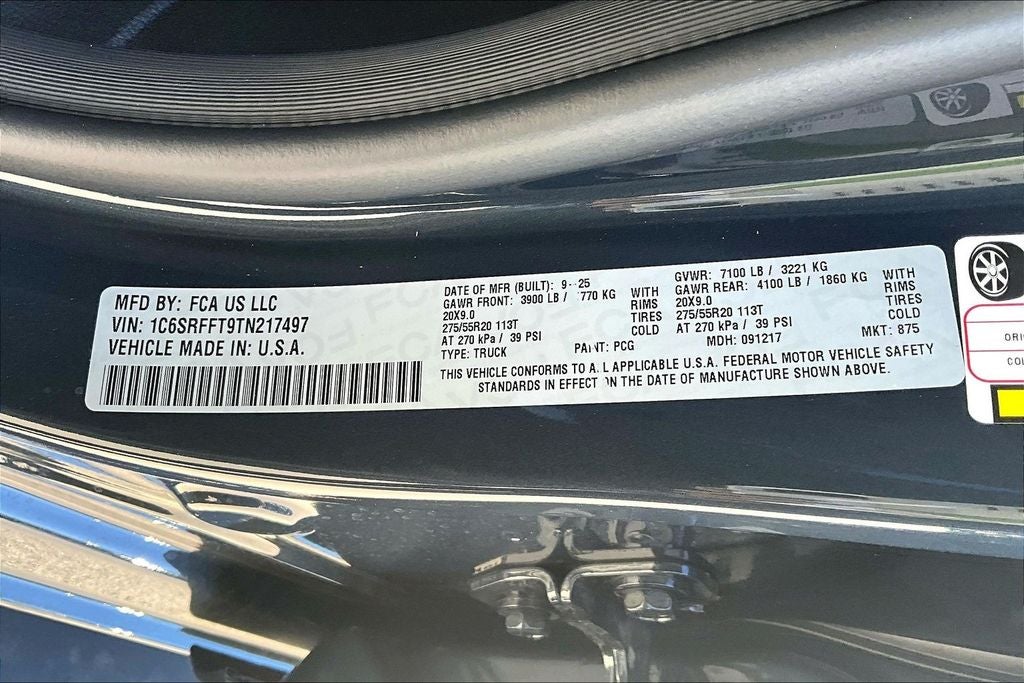 MFD BY: FCA US LLC
VIN: 1C6SRFFT9TN217497
VEHICLE MADE IN: U.S.A.
DATE OF MFR (BUILT): 9- 25
GAWR FRONT: 3900 LB / 770 KG WITH
20X9.0 RIMS
275/55R20 113T TIRES
AT 270 kPa / 39 PSI COLD
TYPE: TRUCK
PAINT: PCG
GVWR: 7100 LB / 3221 KG
GAWR REAR: 4100 LB / 1860 KG WITH
20X9.0 RIMS
275/55R20 113T TIRES
AT 270 kPa / 39 PSI COLD
MDH: 091217
MKT: 875
THIS VEHICLE CONFORMS TO ALL APPLICABLE U.S.A. FEDERAL MOTOR VEHICLE SAFETY
STANDARDS IN EFFECT ON THE DATE OF MANUFACTURE SHOWN ABOVE.